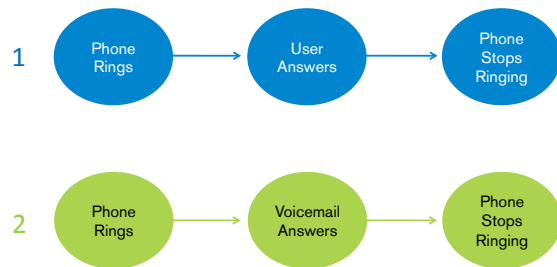 1
Phone
Rings
User
Answers
Phone
Stops
Ringing
2
Phone
Rings
Voicemail
Answers
Phone
Stops
Ringing